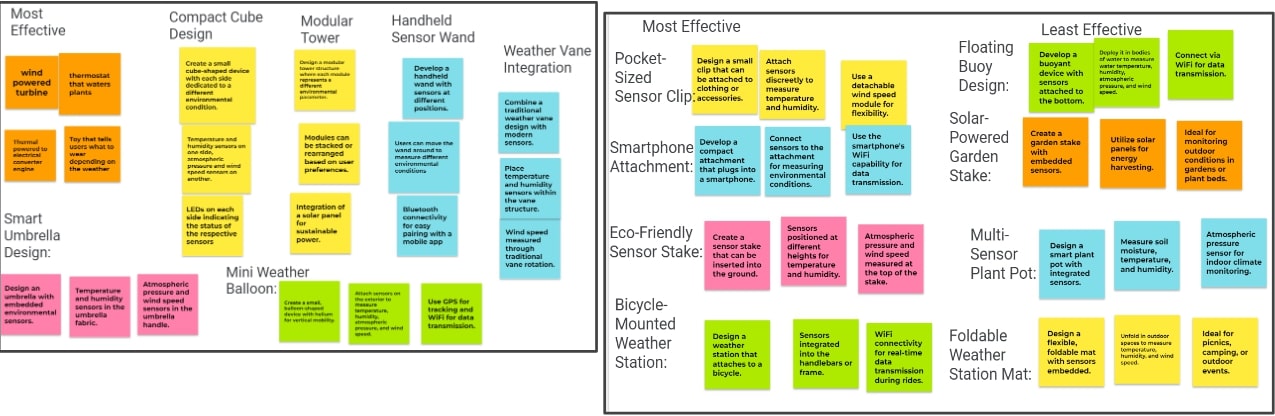 Most
Effective
wind
powered
turbine
thermostat
that waters
plants
Thermal
powered to
electrical
converter
engine
Toy that tells
users what to
wear
depending on
the weather
Compact Cube
Design
Create a small
cube-shaped device
with each side
dedicated to a
different
environmental
condition.
Temperature and
humidity sensors on
one side,
atmospheric
pressure and wind
speed sensors on
another.
LEDs on each
side indicating
the status of
the respective
sensors
Modular
Tower
Design a modular
tower structure
where each module
represents a
different
environmental
parameter.
Modules can
be stacked or
rearranged
based on user
preferences.
Integration of
a solar panel
for
sustainable
power.
Handheld
Sensor Wand
Develop a
handheld
wand with
sensors at
different
positions.
Users can move the
wand around to
measure different
environmental
conditions
Bluetooth
connectivity
for easy
pairing with a
mobile app
Weather Vane
Integration
Combine a
traditional
weather vane
design with
modern
sensors.
Place
temperature
and humidity
sensors within
the vane
structure.
Wind speed
measured
through
traditional
vane rotation.
Smart
Umbrella
Design:
Design an
umbrella with
embedded
environmental
sensors.
Temperature
and humidity
sensors in the
umbrella
fabric.
Atmospheric
pressure and
wind speed
sensors in the
umbrella
handle.
Mini Weather
Balloon:
Create a small,
balloon-shaped
device with helium
for vertical mobility.
Attach sensors on
the exterior to
measure
temperature,
humidity,
atmospheric
pressure, and wind
speed.
Use GPS for
tracking and
WiFi for data
transmission.
Most Effective
Pocket-
Sized
Sensor Clip:
Design a small
clip that can be
attached to
clothing or
accessories.
Attach
sensors
discreetly to
measure
temperature
and humidity.
Use a
detachable
wind speed
module for
flexibility.
Smartphone
Attachment:
Develop a
compact
attachment
that plugs into
a smartphone.
Connect
sensors to the
attachment
for measuring
environmental
conditions.
Use the
smartphone's
WiFi
capability for
data
transmission.
Eco-Friendly
Sensor Stake:
Create a
sensor stake
that can be
inserted into
the ground.
Sensors
positioned at
different
heights for
temperature
and humidity.
Atmospheric
pressure and
wind speed
measured at
the top of the
stake.
Bicycle-
Mounted
Weather
Station:
Design a
weather
station that
attaches to a
bicycle.
Sensors
integrated
into the
handlebars or
frame.
WiFi
connectivity
for real-time
data
transmission
during rides.
Least Effective
Floating
Buoy
Design:
Develop a
buoyant
device with
sensors
attached to
the bottom.
Deploy it in bodies
of water to measure
water temperature,
humidity,
atmospheric
pressure, and wind
speed.
Connect via
WiFi for data
transmission.
Solar-
Powered
Garden
Stake:
Create a
garden stake
with
embedded
sensors.
Utilize solar
panels for
energy
harvesting.
Ideal for
monitoring
outdoor
conditions in
gardens or
plant beds.
Multi-
Sensor
Plant Pot:
Design a
smart plant
pot with
integrated
sensors.
Measure soil
moisture,
temperature,
and humidity.
Atmospheric
pressure
sensor for
indoor climate
monitoring.
Foldable
Weather
Station Mat:
Design a
flexible,
foldable mat
with sensors
embedded.
Unfold in outdoor
spaces to measure
temperature,
humidity, and wind
speed.
Ideal for
picnics,
camping, or
outdoor
events.